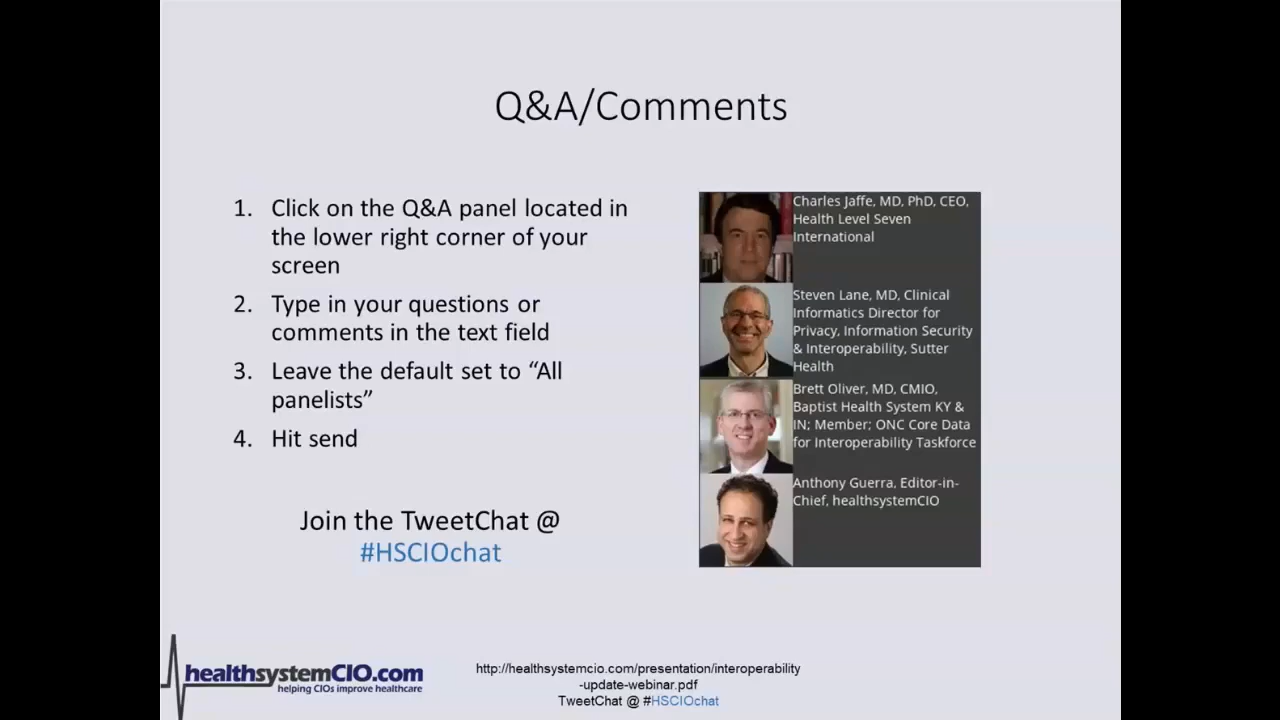 Q&A/Comments
1. Click on the Q&A panel located in
the lower right corner of your
screen
2. Type in your questions or
comments in the text field
3. Leave the default set to “All
panelists”
4. Hit send
Join the TweetChat @
#HSCIOchat
Charles Jaffe, MD, PhD, CEO,
Health Level Seven
International
Steven Lane, MD, Clinical
Informatics Director for
Privacy, Information Security
& Interoperability, Sutter
Health
Brett Oliver, MD, CMIO,
Baptist Health System KY &
IN; Member; ONC Core Data
for Interoperability Taskforce
Anthony Guerra, Editor-in-
Chief, healthsystemCIO
healthsystemCIO.com
helping CIOs improve healthcare
http://healthsystemcio.com/presentation/interoperability
-update-webinar.pdf
TweetChat @ #HSCIOchat